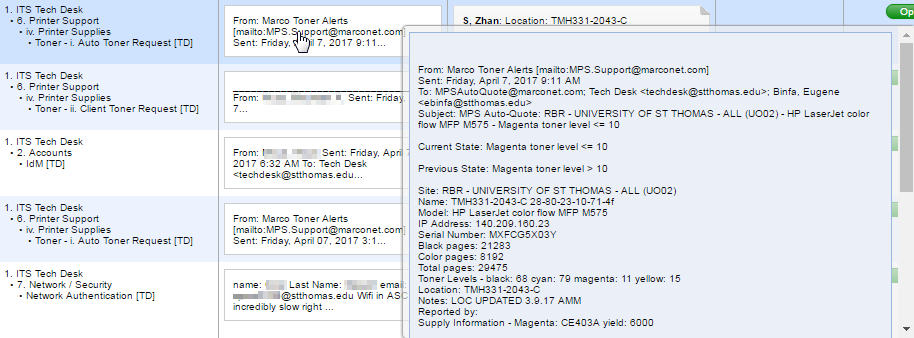 1. ITS Tech Desk
• 6. Printer Support
• iv. Printer Supplies
• Toner - i. Auto Toner Request [TD]
From: Marco Toner Alerts
[mailto:MPS.Support@marconet.com]
Sent: Friday, April 7, 2017 9:11...
S, Zhan: Location: TMH331-2043-C
Op
1. ITS Tech Desk
• 6. Printer Support
• iv. Printer Supplies
• Toner - ii. Client Toner Request [TD]
From: Sent: Friday,
7...
1. ITS Tech Desk
• 2. Accounts
• IdM [TD]
From: Sent: Friday, April 7
2017 6:32 AM To: Tech Desk
<techdesk@stthomas.edu...
1. ITS Tech Desk
• 6. Printer Support
• iv. Printer Supplies
• Toner - i. Auto Toner Request [TD]
From: Marco Toner Alerts
[mailto:MPS.Support@marconet.com]
Sent: Friday, April 07, 2017 3:1...
1. ITS Tech Desk
• 7. Network / Security
• Network Authentication [TD]
name: Last Name: email:
@stthomas.edu Wifi in ASC
incredibly slow right ...
From: Marco Toner Alerts [mailto:MPS.Support@marconet.com]
Sent: Friday, April 7, 2017 9:11 AM
To: MPSAutoQuote@marconet.com; Tech Desk <techdesk@stthomas.edu>; Binfa, Eugene
<ebinfa@stthomas.edu>
Subject: MPS Auto-Quote: RBR - UNIVERSITY OF ST THOMAS - ALL (UO02) - HP LaserJet color
flow MFP M575 - Magenta toner level <= 10
Current State: Magenta toner level <= 10
Previous State: Magenta toner level > 10
Site: RBR - UNIVERSITY OF ST THOMAS - ALL (UO02)
Name: TMH331-2043-C 28-80-23-10-71-4f
Model: HP LaserJet color flow MFP M575
IP Address: 140.209.160.23
Serial Number: MXFCG5X03Y
Black pages: 21283
Color pages: 8192
Total pages: 29475
Toner Levels - black: 68 cyan: 79 magenta: 11 yellow: 15
Location: TMH331-2043-C
Notes: LOC UPDATED 3.9.17 AMM
Reported by:
Supply Information - Magenta: CE403A yield: 6000